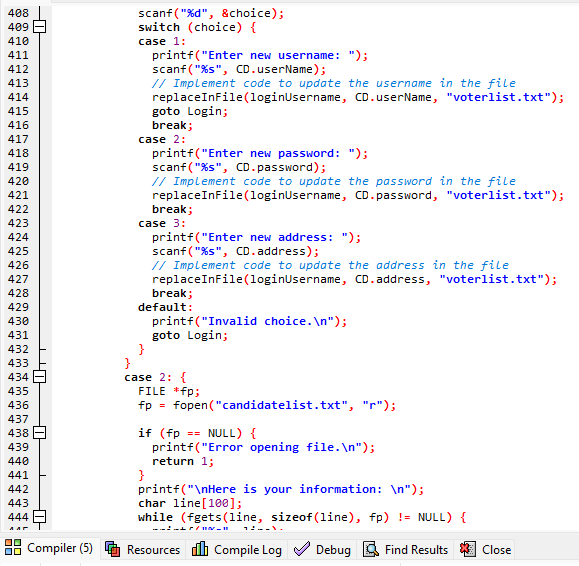 408 scanf("%d", &choice);
409 switch (choice) {
410 case 1:
411 printf("Enter new username: ");
412 scanf("%s", CD.userName);
413 // Implement code to update the username in the file
414 replaceInFile(loginUsername, CD.userName, "voterlist.txt");
415 goto Login;
416 break;
417 case 2:
418 printf("Enter new password: ");
419 scanf("%s", CD.password);
420 // Implement code to update the password in the file
421 replaceInFile(loginUsername, CD.password, "voterlist.txt");
422 break;
423 case 3:
424 printf("Enter new address: ");
425 scanf("%s", CD.address);
426 // Implement code to update the address in the file
427 replaceInFile(loginUsername, CD.address, "voterlist.txt");
428 break;
429 default:
430 printf("Invalid choice.\n");
431 goto Login;
432 }
433 }
434 case 2: {
435 FILE *fp;
436 fp = fopen("candidatelist.txt", "r");
437
438 if (fp == NULL) {
439 printf("Error opening file.\n");
440 return 1;
441 }
442 printf("\nHere is your information: \n");
443 char line[100];
444 while (fgets(line, sizeof(line), fp) != NULL) {
Compiler (5) Resources Compile Log Debug Find Results Close